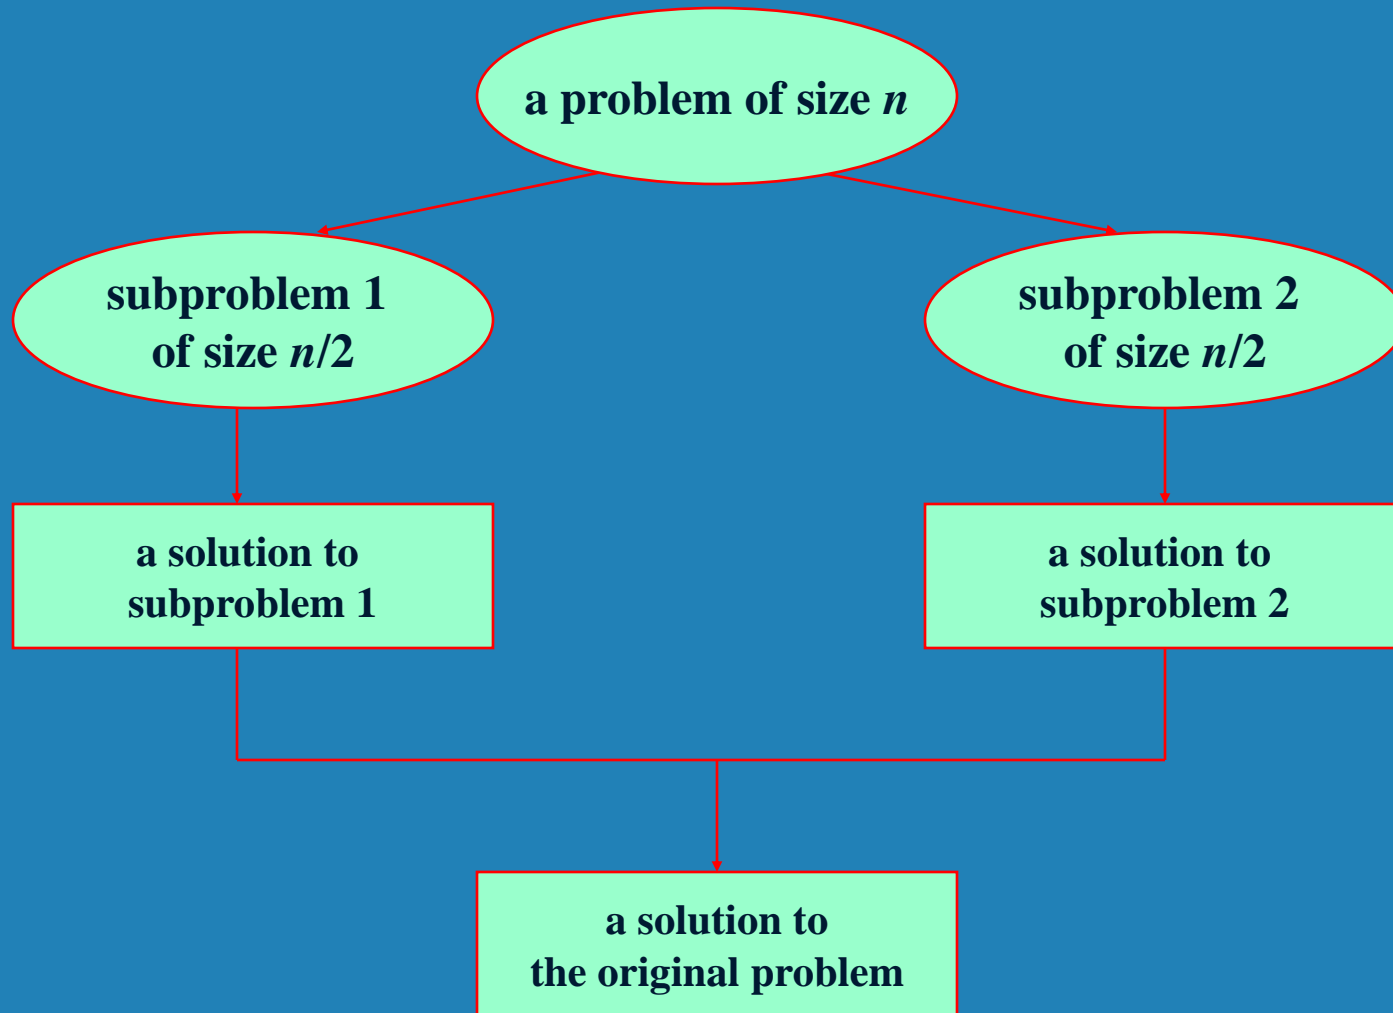 a problem of size n
subproblem 1
of size n/2
subproblem 2
of size n/2
a solution to
subproblem 1
a solution to
subproblem 2
a solution to
the original problem